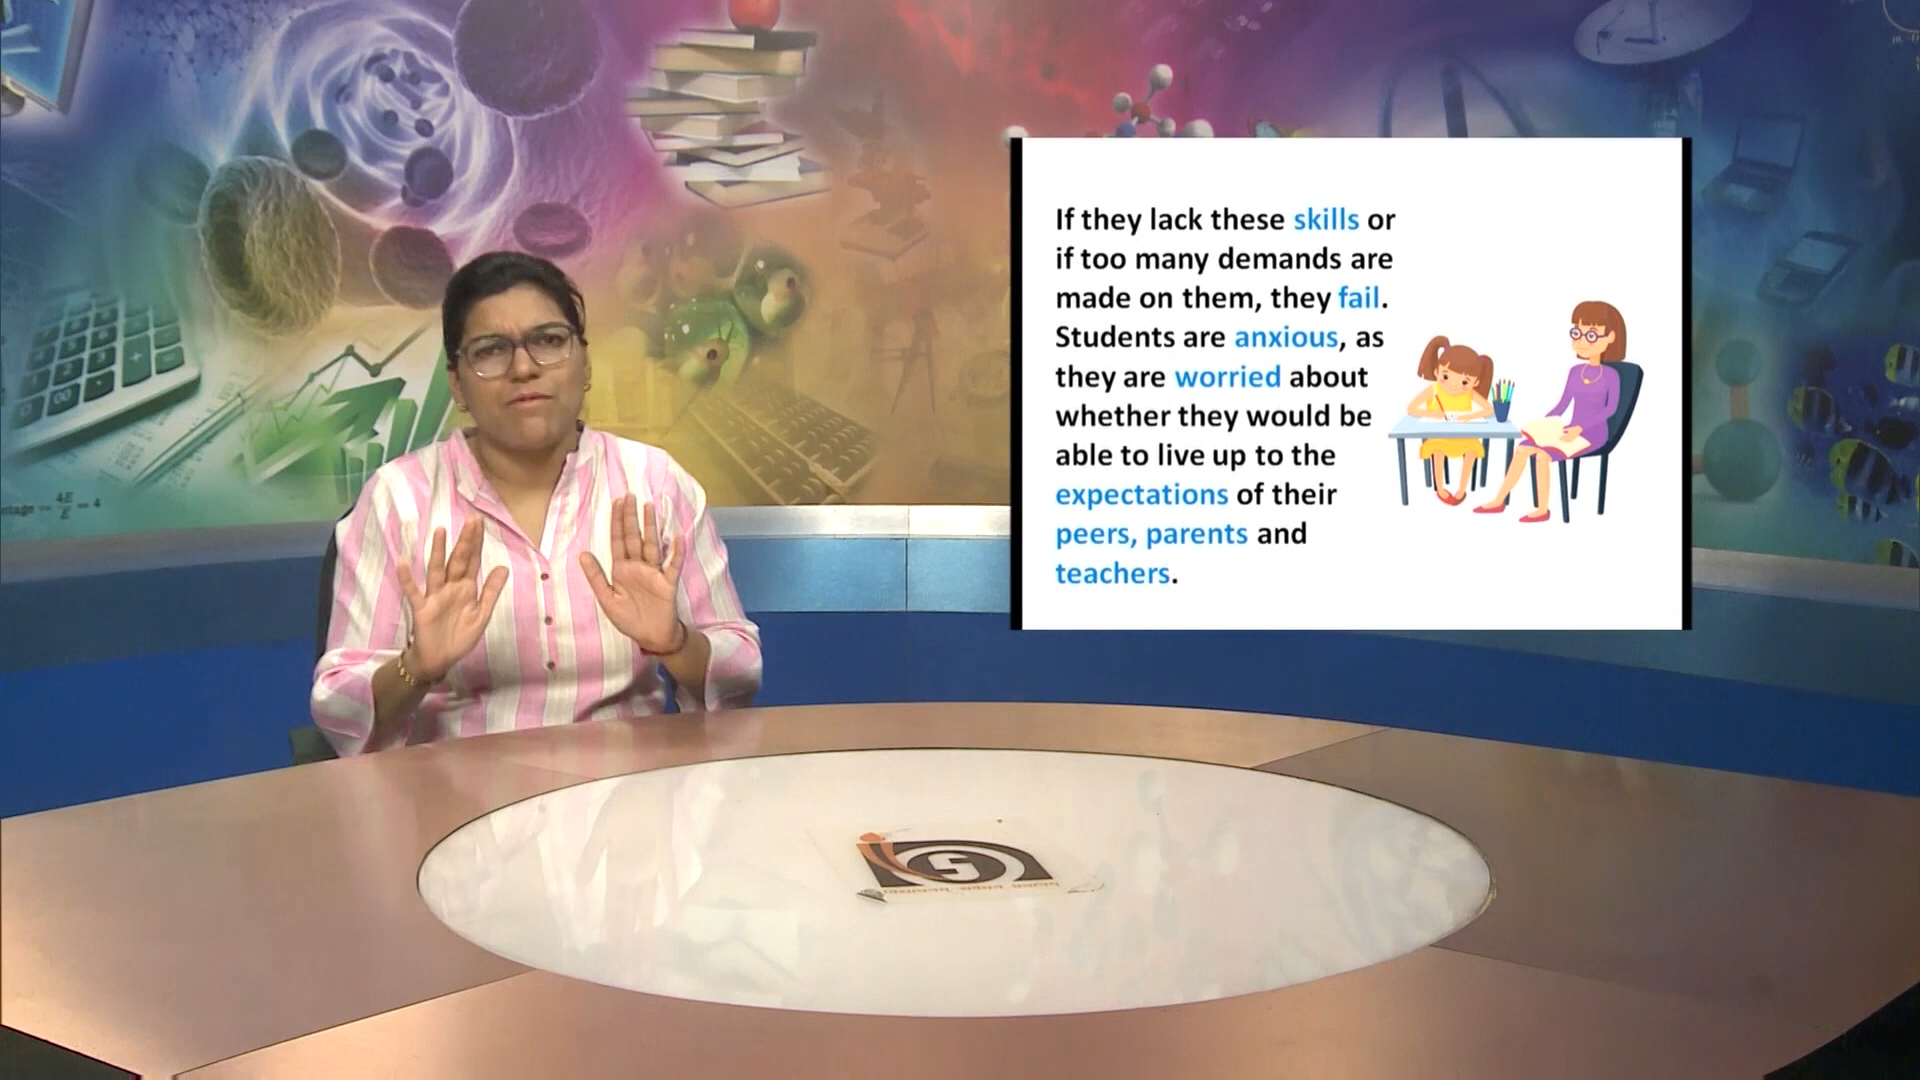 If they lack these skills or
if too many demands are
made on them, they fail.
Students are anxious, as
they are worried about
whether they would be
able to live up to the
expectations of their
peers, parents and
teachers.
4E
E
= 4